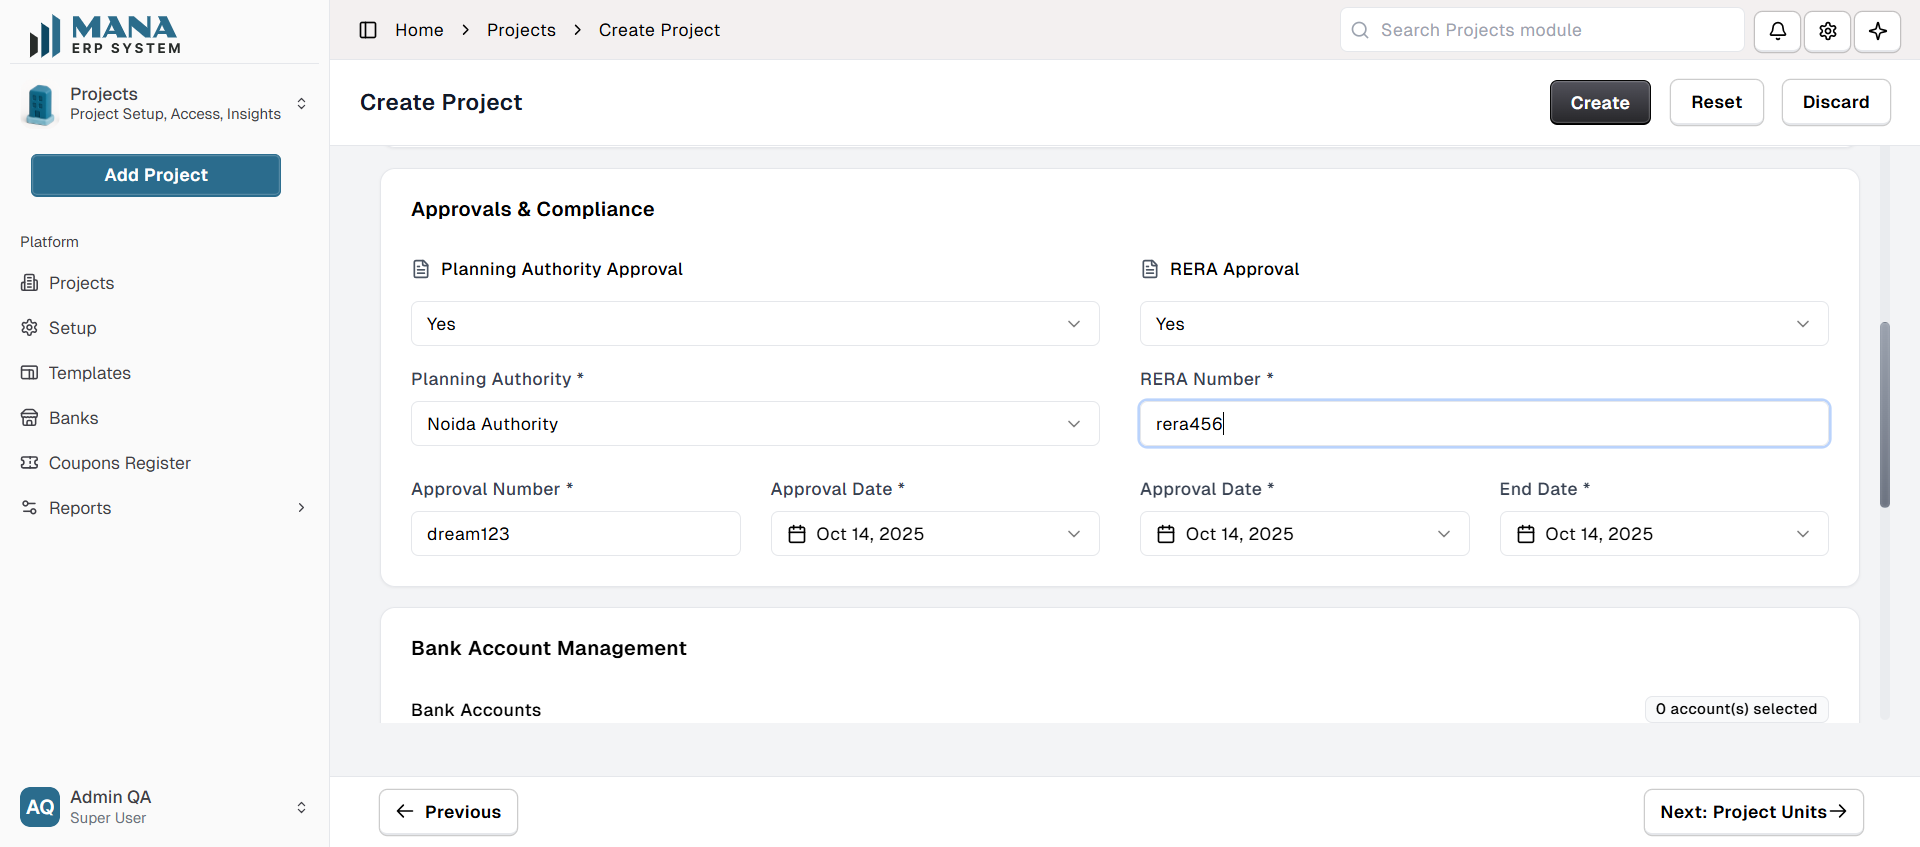 MANA
ERP SYSTEM
Home
Projects
Create Project
Search Projects module
Projects
Project Setup, Access, Insights
Add Project
Platform
Projects
Setup
Templates
Banks
Coupons Register
Reports
AQ
Admin QA
Super User
Create Project
Create
Reset
Discard
Approvals & Compliance
Planning Authority Approval
RERA Approval
Yes
Yes
Planning Authority *
RERA Number *
Noida Authority
rera456
Approval Number *
Approval Date *
Approval Date *
End Date *
dream123
Oct 14, 2025
Oct 14, 2025
Oct 14, 2025
Bank Account Management
Bank Accounts
0 account(s) selected
Previous
Next: Project Units